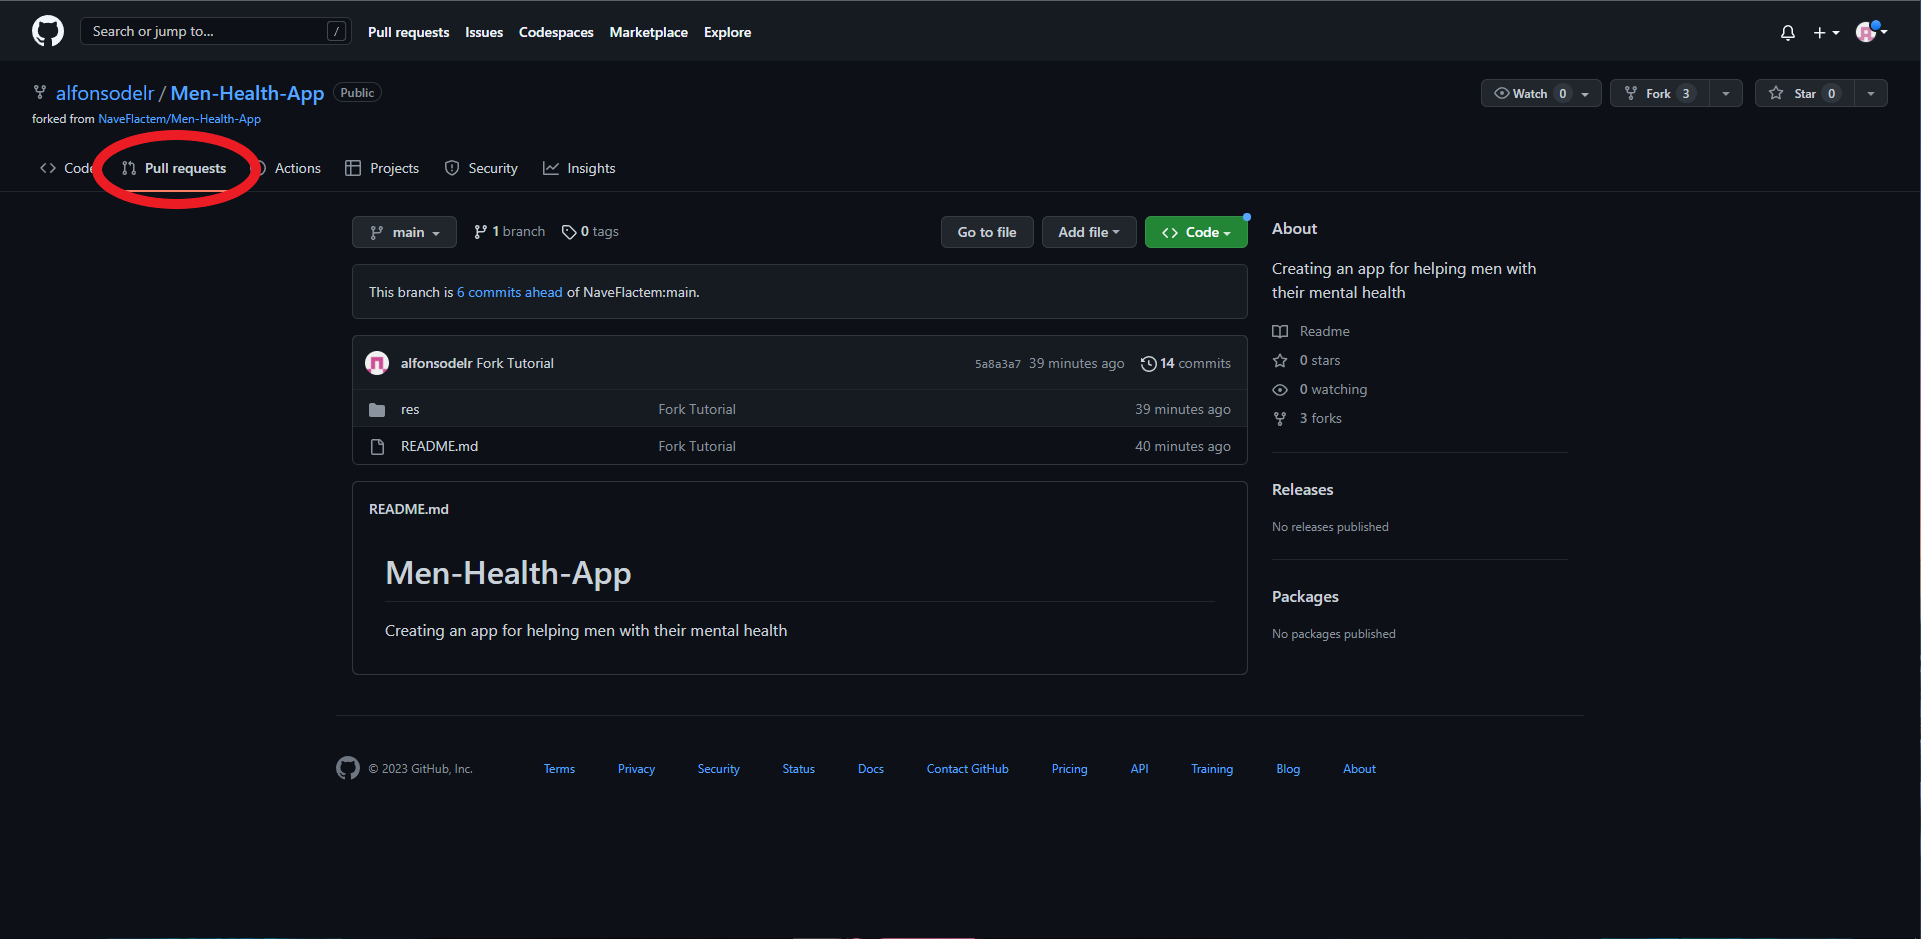 Search or jump to... / Pull requests Issues Codespaces Marketplace Explore
alfonsodelr / Men-Health-App Public Watch 0 Fork 3 Star 0
forked from NaveFlactem/Men-Health-App
Code Pull requests Actions Projects Security Insights
main 1 branch 0 tags Go to file Add file Code
About
Creating an app for helping men with
their mental health
This branch is 6 commits ahead of NaveFlactem:main.
Readme
0 stars
0 watching
3 forks
alfonsodelr Fork Tutorial 5a8a3a7 39 minutes ago 14 commits
res Fork Tutorial 39 minutes ago
README.md Fork Tutorial 40 minutes ago
Releases
No releases published
README.md
Men-Health-App
Creating an app for helping men with their mental health
Packages
No packages published
© 2023 GitHub, Inc. Terms Privacy Security Status Docs Contact GitHub Pricing API Training Blog About